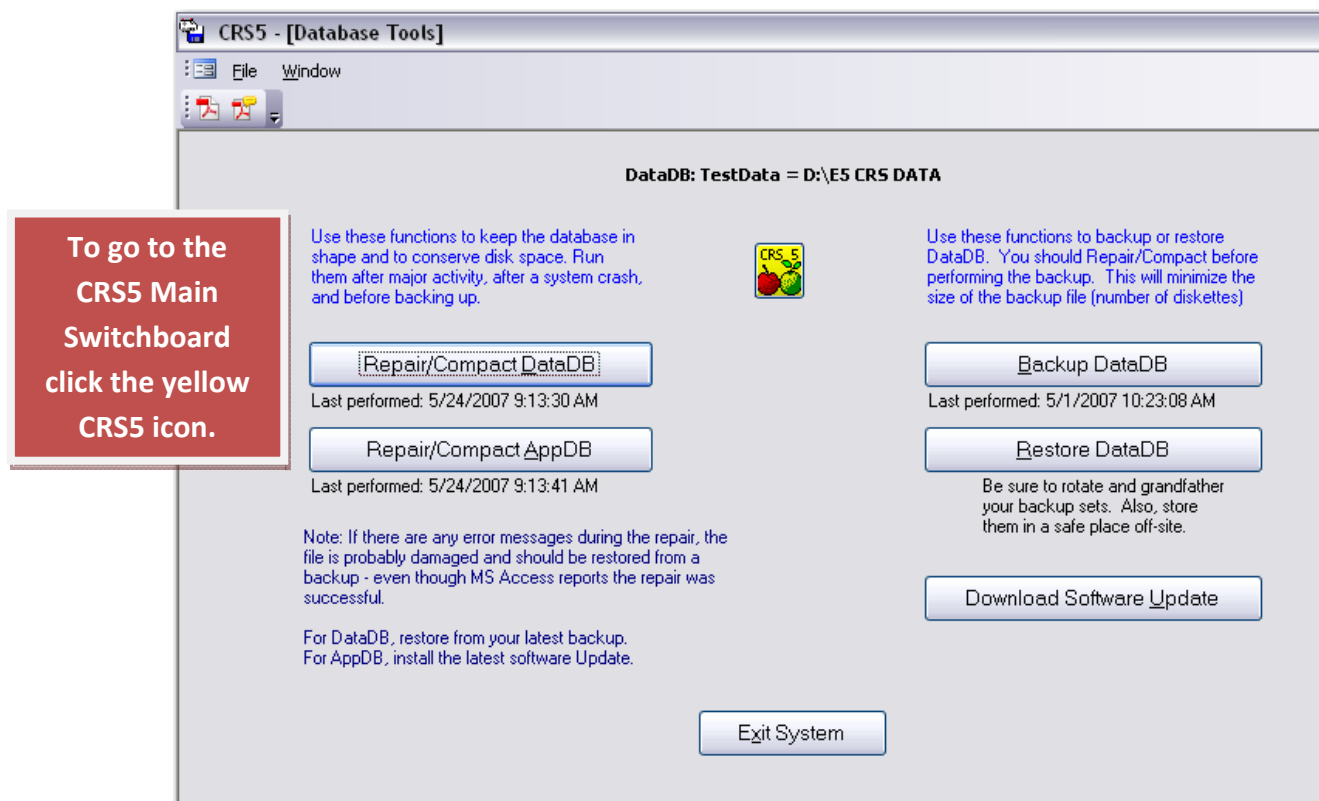 CRS5 - [Database Tools]
File Window
DataDB: TestData = D:\E5 CRS DATA
To go to the
CRS5 Main
Switchboard
click the yellow
CRS5 icon.
Use these functions to keep the database in
shape and to conserve disk space. Run
them after major activity, after a system crash,
and before backing up.
Repair/Compact DataDB
Last performed: 5/24/2007 9:13:30 AM
Repair/Compact AppDB
Last performed: 5/24/2007 9:13:41 AM
Note: If there are any error messages during the repair, the
file is probably damaged and should be restored from a
backup - even though MS Access reports the repair was
successful.
For DataDB, restore from your latest backup.
For AppDB, install the latest software Update.
CRS_5
Use these functions to backup or restore
DataDB. You should Repair/Compact before
performing the backup. This will minimize the
size of the backup file (number of diskettes)
Backup DataDB
Last performed: 5/1/2007 10:23:08 AM
Restore DataDB
Be sure to rotate and grandfather
your backup sets. Also, store
them in a safe place off-site.
Download Software Update
Exit System